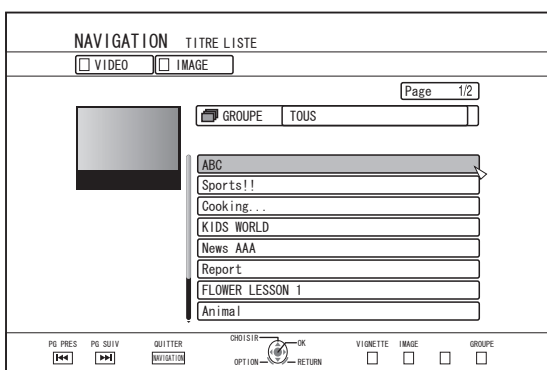 NAVIGATION TITRE LISTE
VIDEO IMAGE
Page 1/2
GROUPE TOUS
ABC
Sports!!
Cooking...
KIDS WORLD
News AAA
Report
FLOWER LESSON 1
Animal
PG PRES PG SUIV QUITTER CHOISIR OK VIGNETTE IMAGE GROUPE
NAVIGATION OPTION RETURN